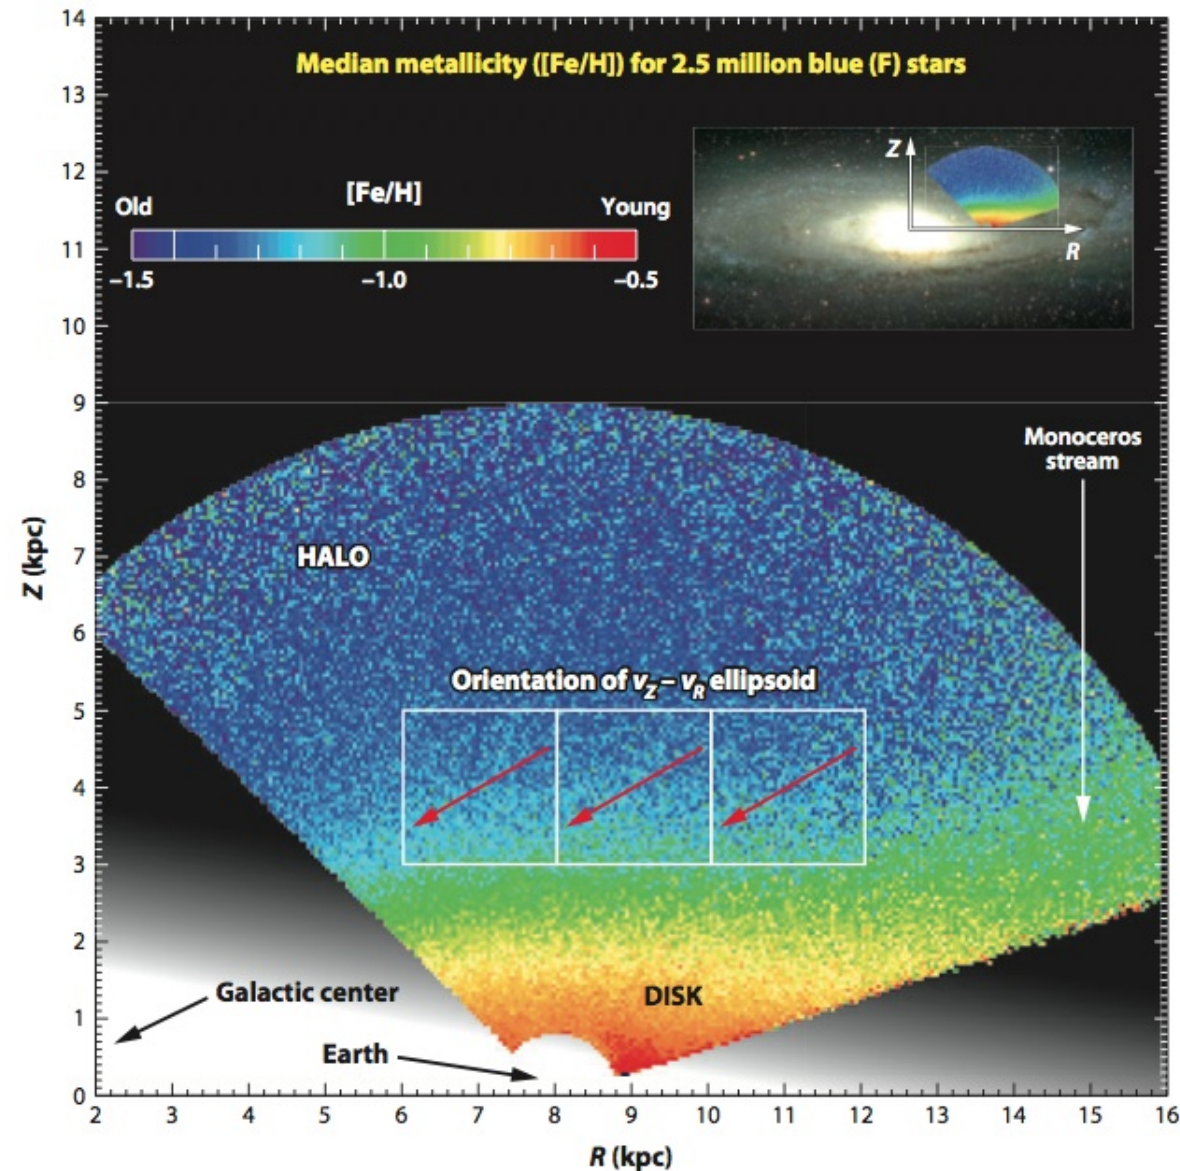 Median metallicity ([Fe/H]) for 2.5 million blue (F) stars
[Fe/H]
Old
Young
–1.5
–1.0
–0.5
Z
R
Monoceros
stream
HALO
Orientation of vZ – vR ellipsoid
DISK
Galactic center
Earth
Z (kpc)
14
13
12
11
10
9
8
7
6
5
4
3
2
1
0
2
3
4
5
6
7
8
9
10
11
12
13
14
15
16
R (kpc)